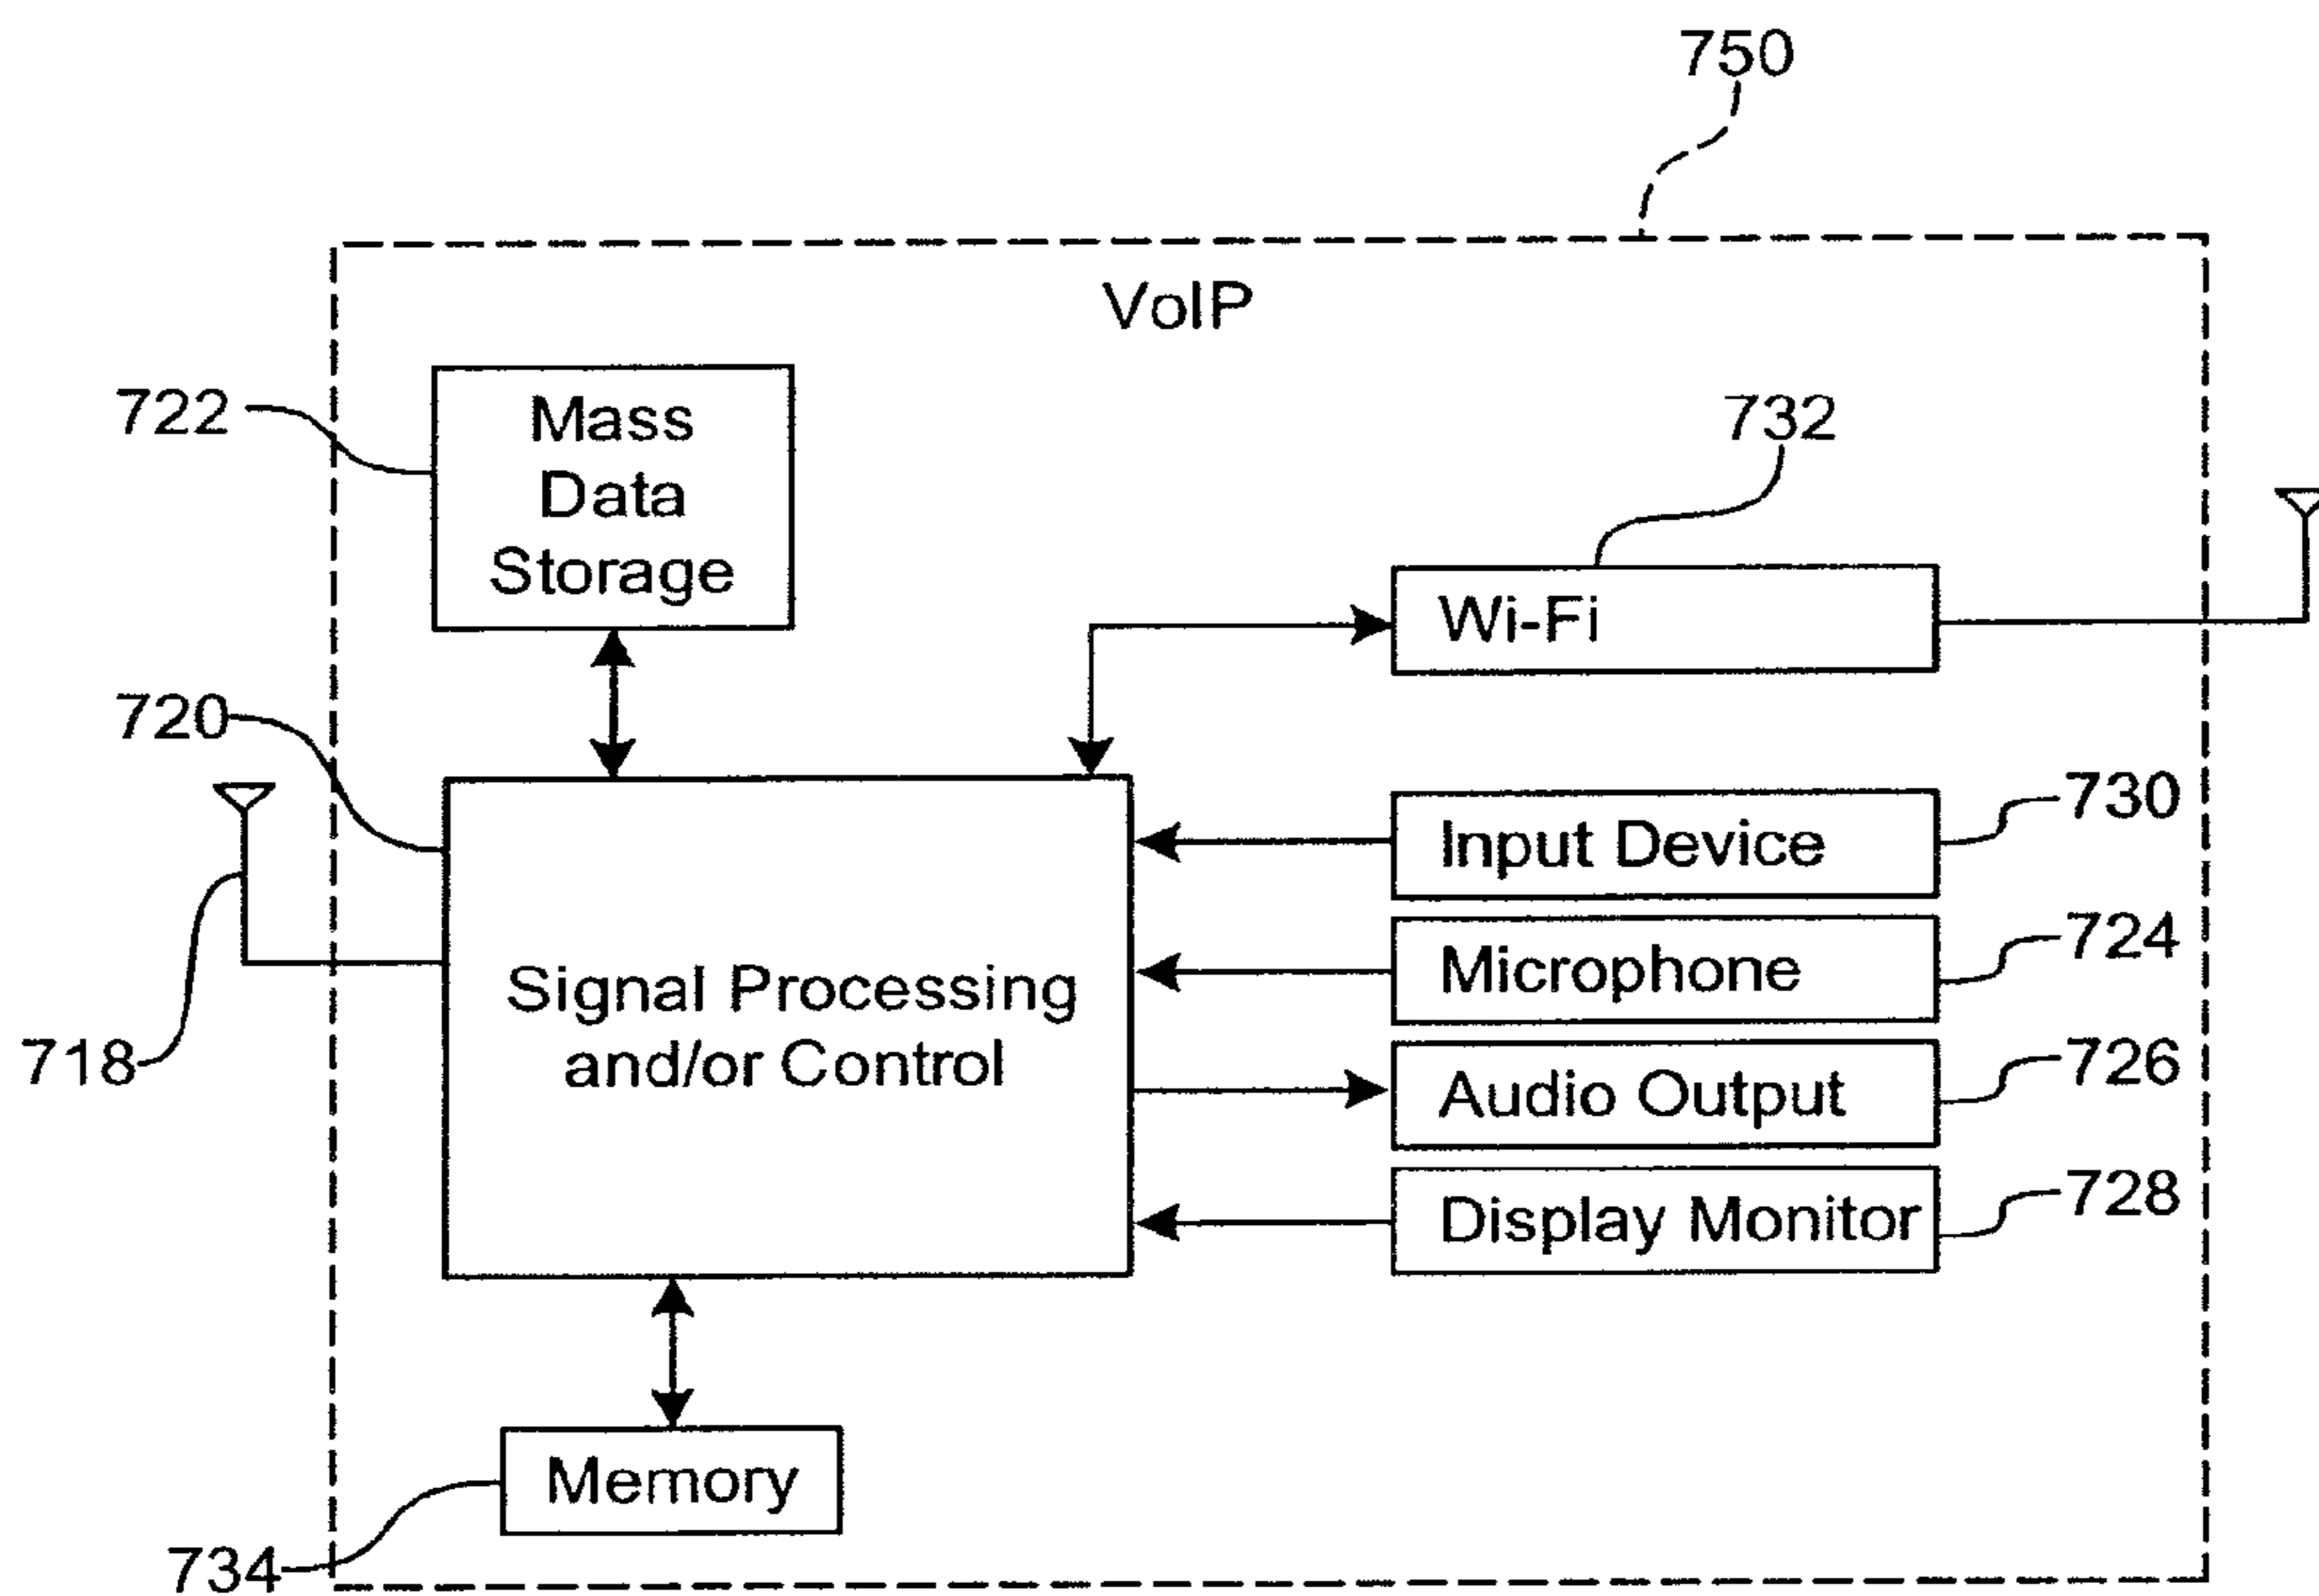 750
VoIP
722
Mass
Data
Storage
732
Wi-Fi
720
Input Device
730
Microphone
724
Signal Processing
and/or Control
718
Audio Output
726
Display Monitor
728
Memory
734